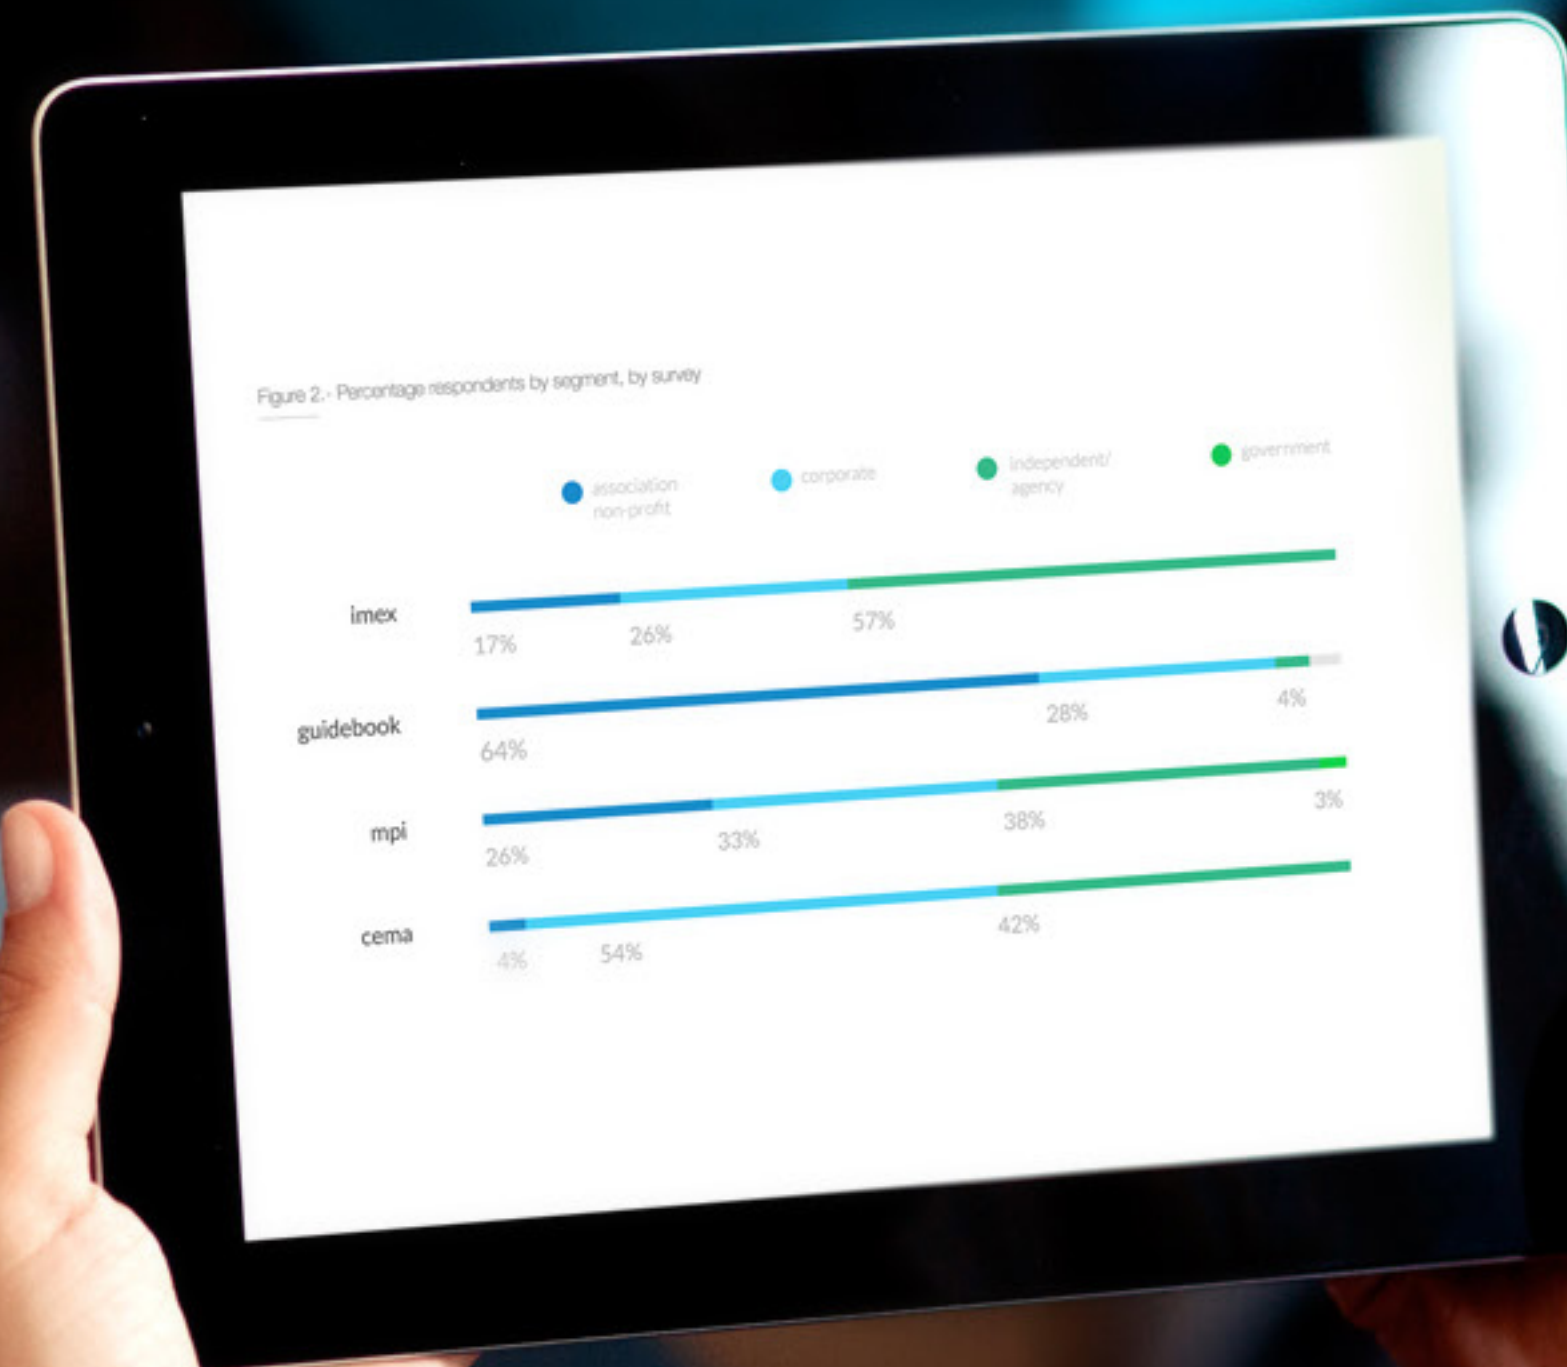 Figure 2.- Percentage respondents by segment, by survey
association
non-profit
corporate
independent/
agency
government
imex
17%
26%
57%
guidebook
64%
28%
4%
mpi
26%
33%
38%
3%
cema
4%
54%
42%